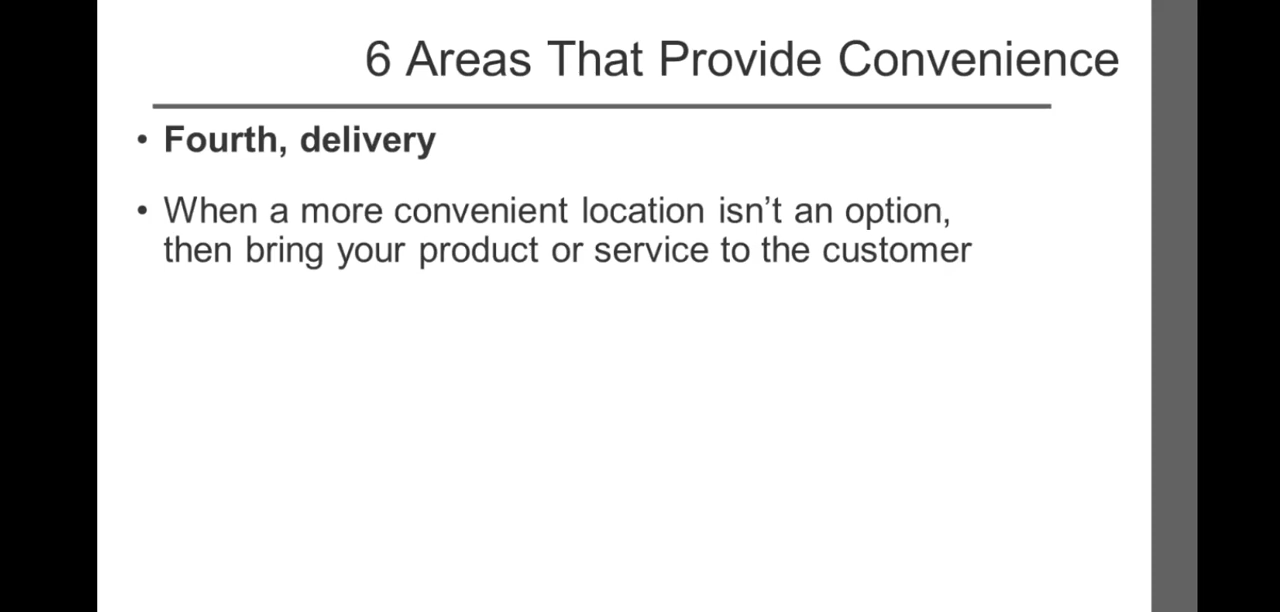 6 Areas That Provide Convenience
• Fourth, delivery
• When a more convenient location isn’t an option,
then bring your product or service to the customer